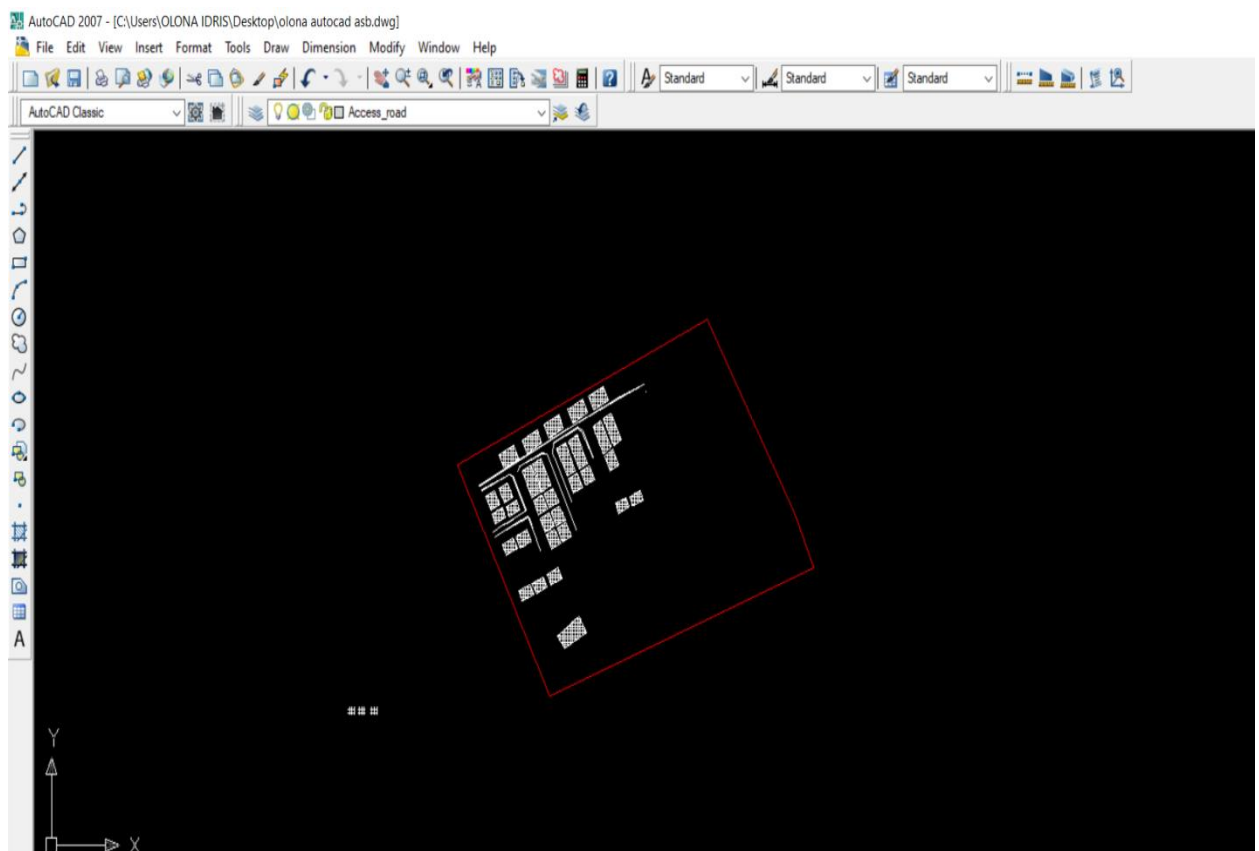 AutoCAD 2007 - [C:\Users\OLONA IDRIS\Desktop\olona autocad asb.dwg]
File Edit View Insert Format Tools Draw Dimension Modify Window Help
Standard Standard Standard
AutoCAD Classic Access_road
A
Y
X